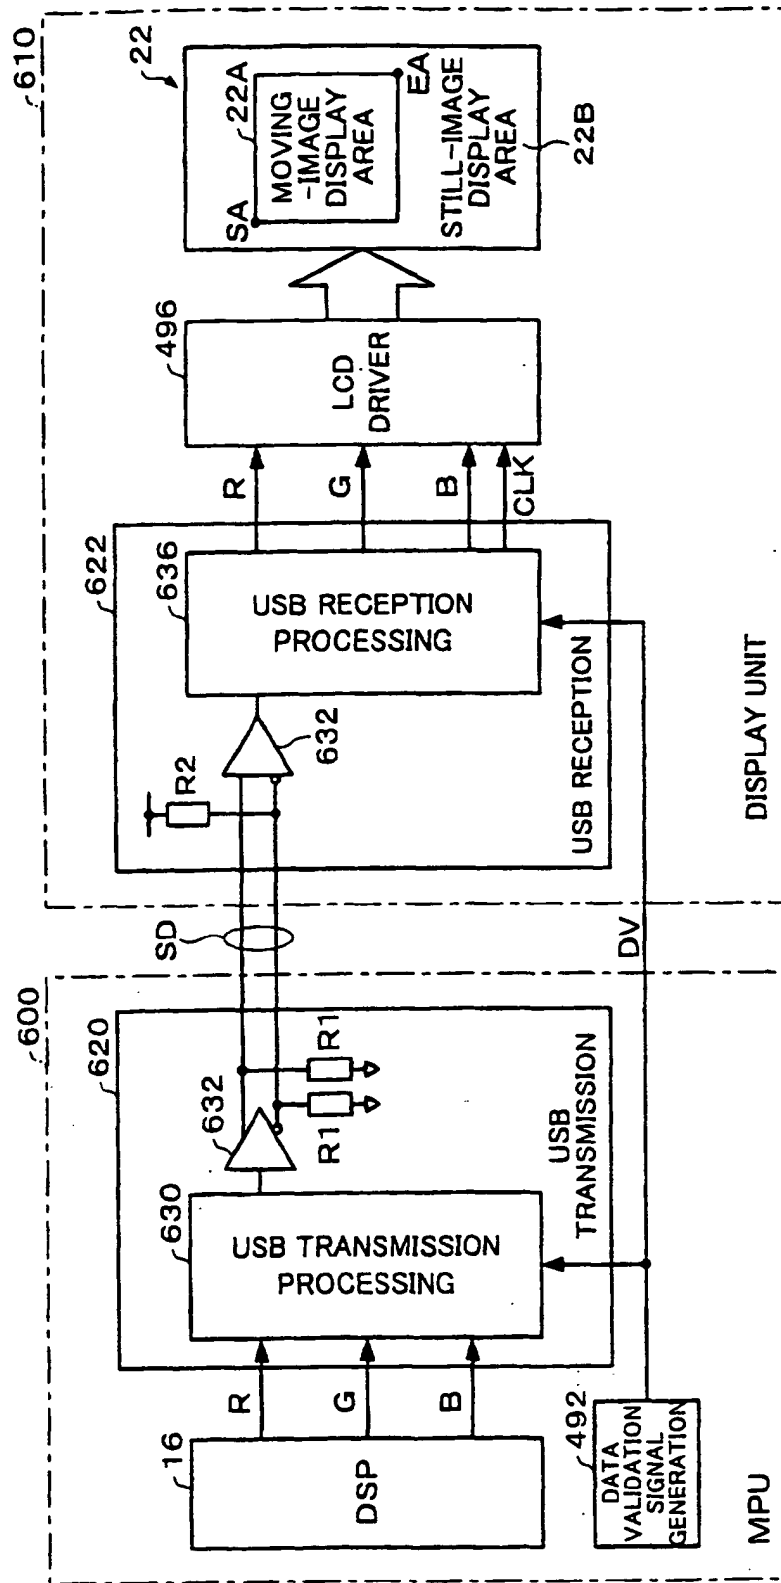 600
620
16
DSP
R
G
B
630
USB TRANSMISSION
PROCESSING
632
R1
R1
USB
TRANSMISSION
492
DATA
VALIDATION
SIGNAL
GENERATION
MPU
SD
DV
610
622
R2
632
636
USB RECEPTION
PROCESSING
USB RECEPTION
R
G
B
CLK
496
LCD
DRIVER
22
SA
22A
MOVING
-IMAGE
DISPLAY
AREA
EA
STILL-IMAGE
DISPLAY
AREA
22B
DISPLAY UNIT